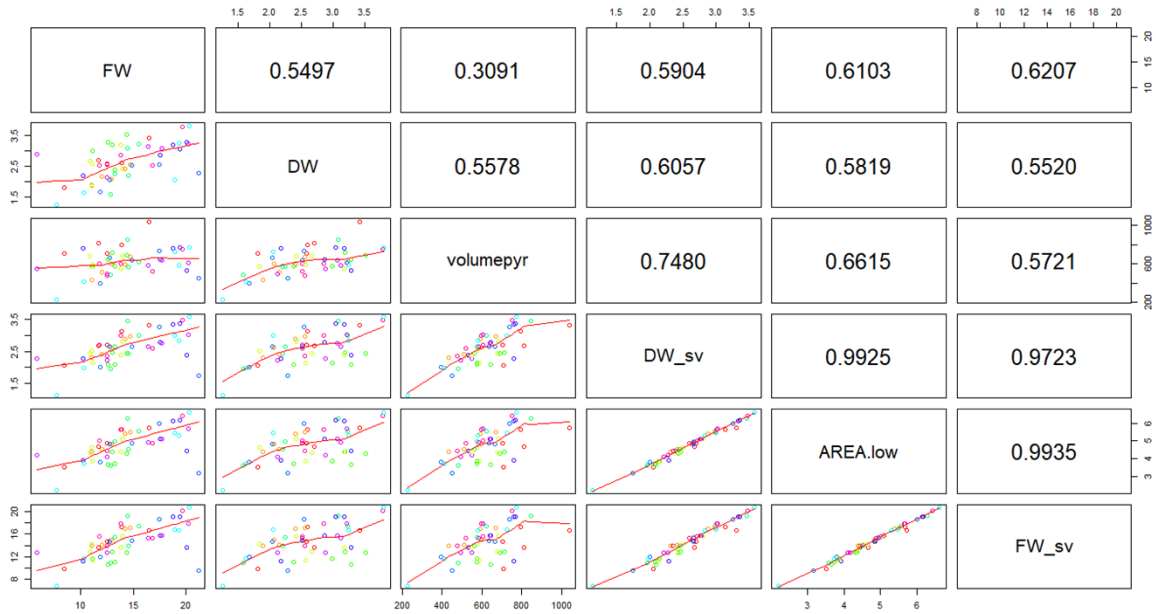 1.5 2.0 2.5 3.0 3.5 1.5 2.0 2.5 3.0 3.5 8 10 12 14 16 18 20
FW 0.5497 0.3091 0.5904 0.6103 0.6207 10 15 20
1.5 2.5 3.5 DW 0.5578 0.6057 0.5819 0.5520
volumepyr 0.7480 0.6615 0.5721 200 600 1000
1.5 2.5 3.5 DW_sv 0.9925 0.9723
AREA.low 0.9935 3 4 5 6
8 12 16 20 FW_sv
10 15 20 200 400 600 800 1000 3 4 5 6